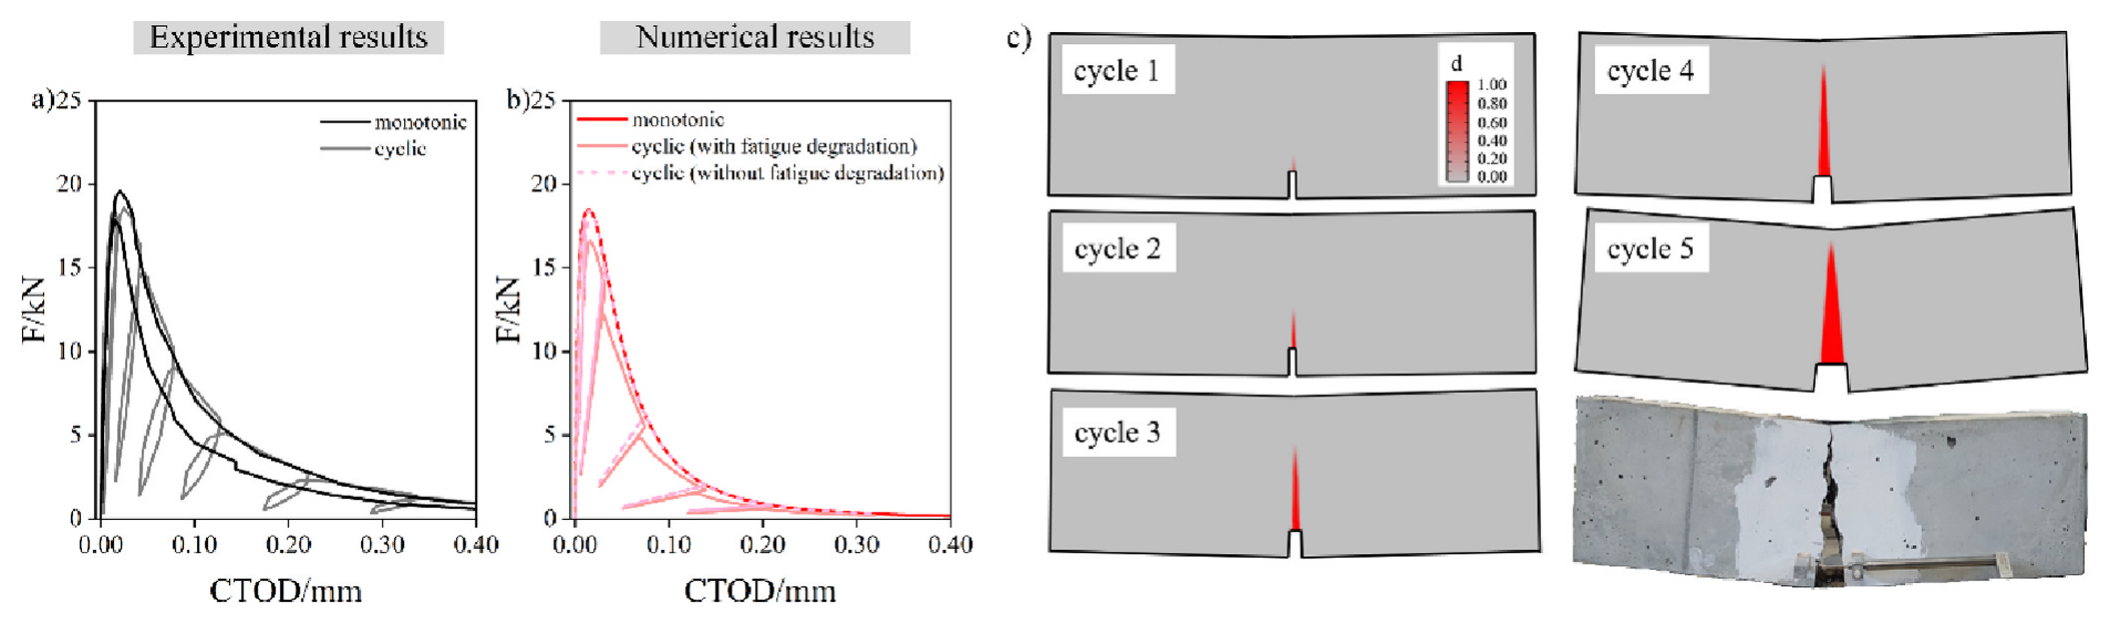 Experimental results
Numerical results
a)
25
20
15
10
5
0
F/kN
monotonic
cyclic
0.00 0.10 0.20 0.30 0.40
CTOD/mm
b)
25
20
15
10
5
0
F/kN
monotonic
cyclic (with fatigue degradation)
cyclic (without fatigue degradation)
0.00 0.10 0.20 0.30 0.40
CTOD/mm
c)
cycle 1
d
1.00
0.80
0.60
0.40
0.20
0.00
cycle 2
cycle 3
cycle 4
cycle 5